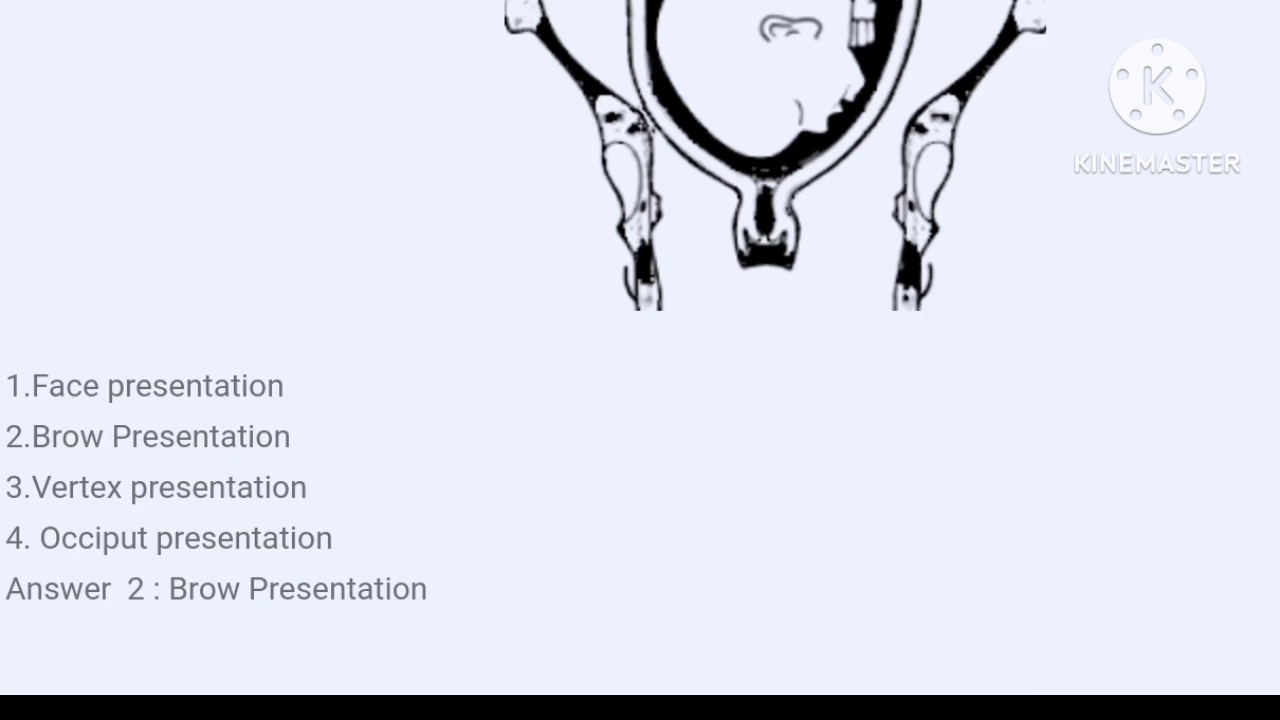 K
KINEMASTER
1.Face presentation
2.Brow Presentation
3.Vertex presentation
4. Occiput presentation
Answer  2 : Brow Presentation